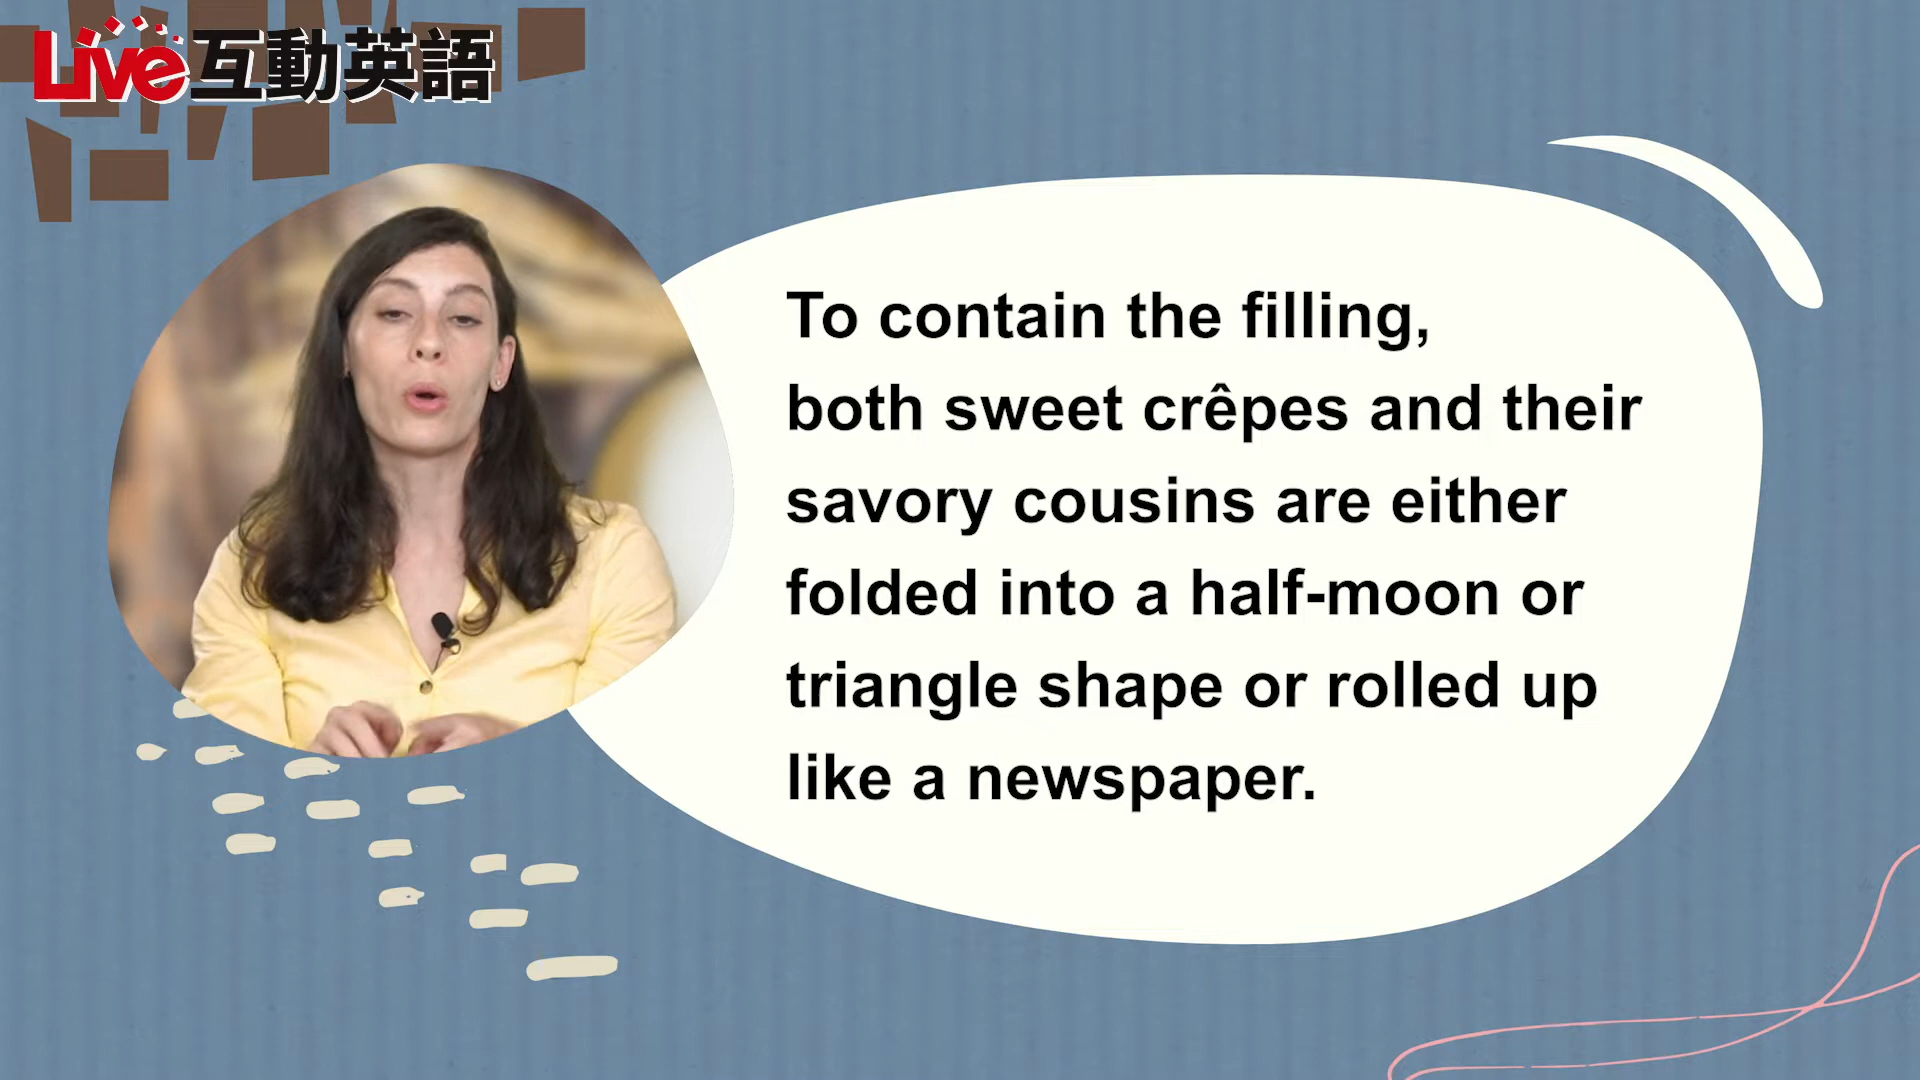 Live互動英語
To contain the filling,
both sweet crêpes and their
savory cousins are either
folded into a half-moon or
triangle shape or rolled up
like a newspaper.